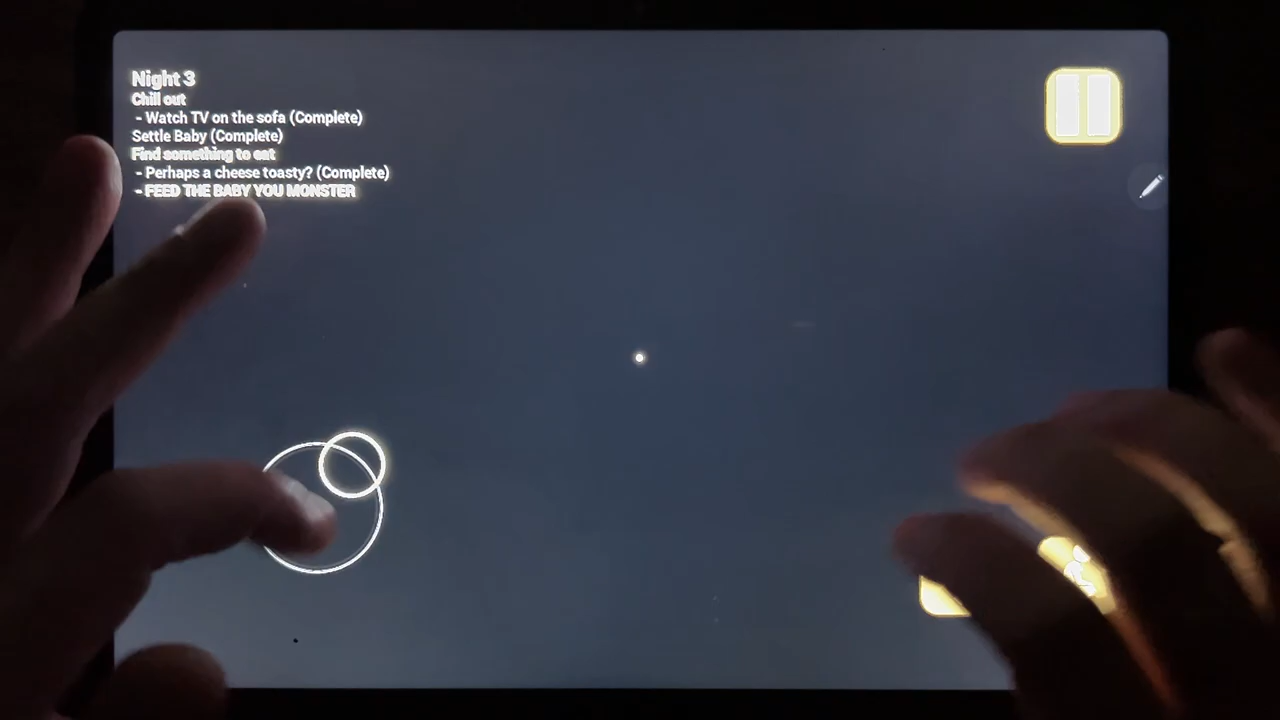 Night 3
Chill out
- Watch TV on the sofa (Complete)
Settle Baby (Complete)
Find something to eat
- Perhaps a cheese toasty? (Complete)
- FEED THE BABY YOU MONSTER